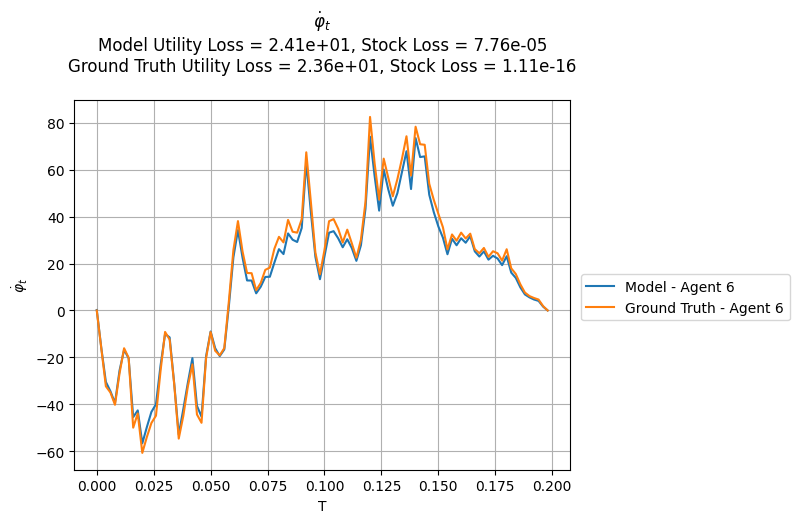 φ̇ₜ
Model Utility Loss = 2.41e+01, Stock Loss = 7.76e-05
Ground Truth Utility Loss = 2.36e+01, Stock Loss = 1.11e-16
80
60
40
20
0
−20
−40
−60
φ̇ₜ
0.000 0.025 0.050 0.075 0.100 0.125 0.150 0.175 0.200
T
Model - Agent 6
Ground Truth - Agent 6